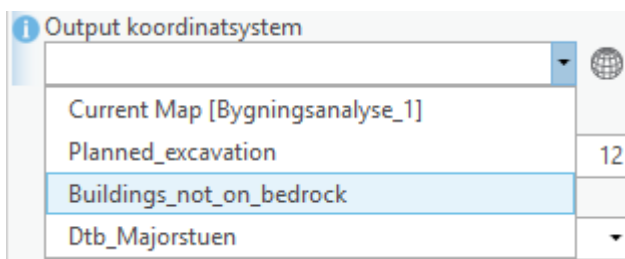 Output koordinatsystem
Current Map [Bygningsanalyse_1]
Planned_excavation
12
Buildings_not_on_bedrock
Dtb_Majorstuen